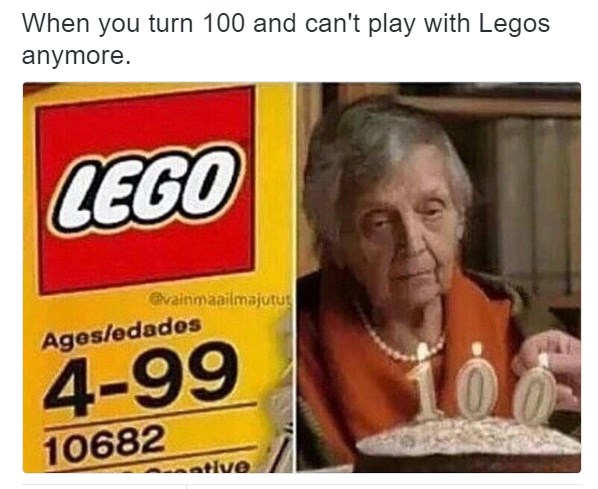 When you turn 100 and can't play with Legos
anymore.
LEGO
@vainmaailmajutut
Ages/edades
4-99
10682
100